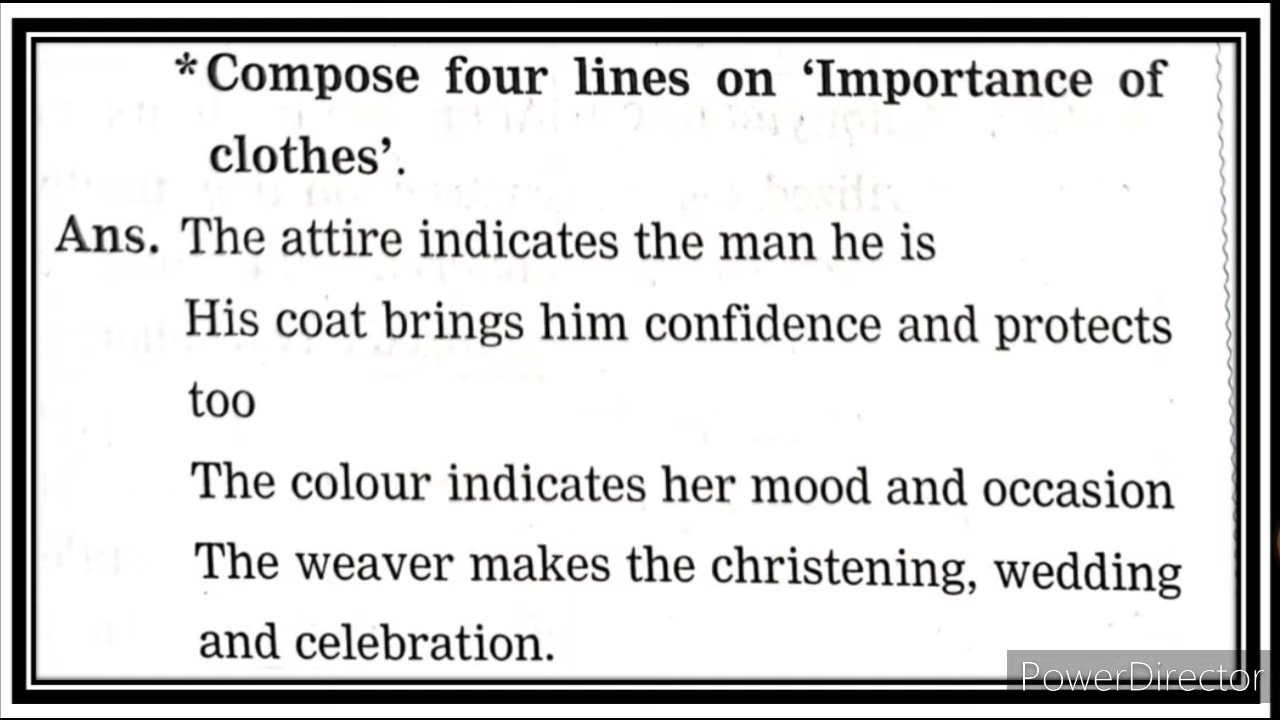 *Compose four lines on ‘Importance of
clothes’.
Ans. The attire indicates the man he is
His coat brings him confidence and protects
too
The colour indicates her mood and occasion
The weaver makes the christening, wedding
and celebration.
PowerDirector